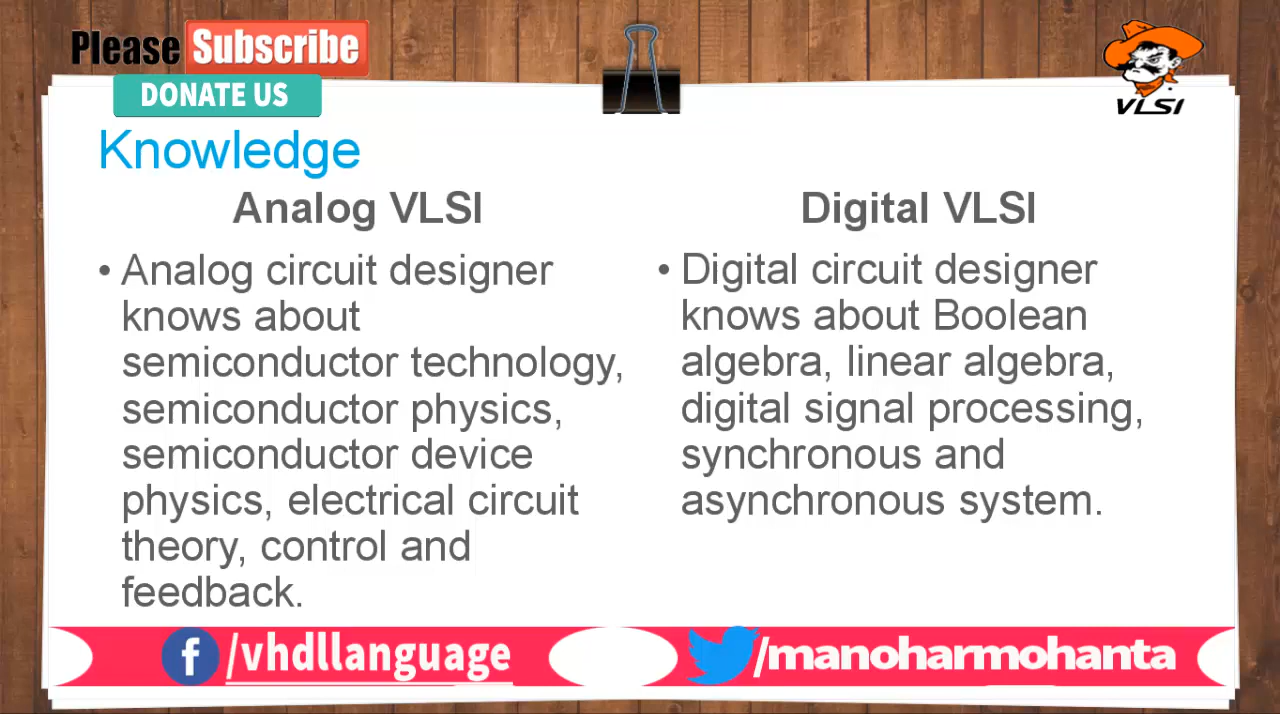 Please Subscribe
DONATE US
VLSI
Knowledge
Analog VLSI
• Analog circuit designer
knows about
semiconductor technology,
semiconductor physics,
semiconductor device
physics, electrical circuit
theory, control and
feedback.
Digital VLSI
• Digital circuit designer
knows about Boolean
algebra, linear algebra,
digital signal processing,
synchronous and
asynchronous system.
f/vhdllanguage
/manoharmohanta